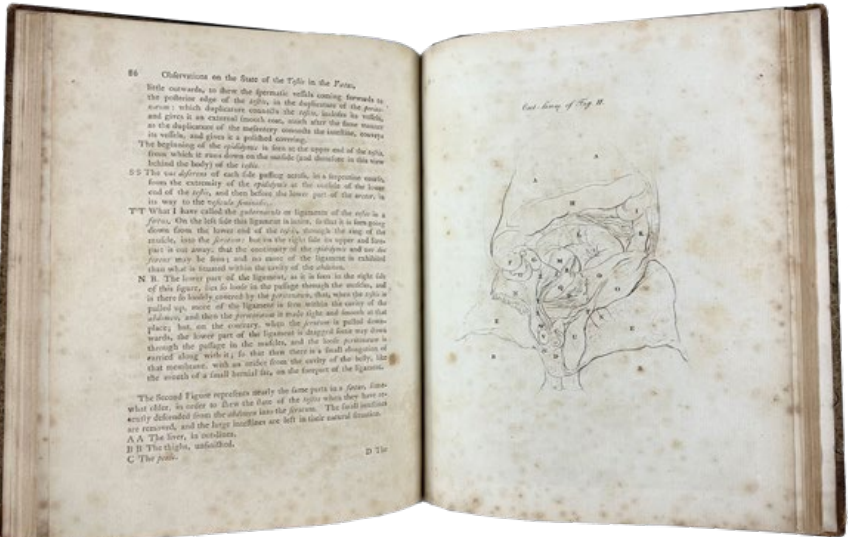 86 Observations on the State of the Testis in the Foetus,
little outwards, to shew the spermatic vessels coming forwards to
the posterior edge of the testis, in the duplicature of the perito-
naeum; which duplicature connects the testis, incloses its vessels,
and gives it an external smooth coat, much after the same manner
as the duplicature of the mesentery connects the intestine, conveys
its vessels, and gives it a polished covering.
The beginning of the epididymis is seen at the upper end of the testis,
from which it runs down on the outside (and therefore in this view
behind the body) of the testis.
S S The vas deferens of each side passing across, in a serpentine course,
from the extremity of the epididymis at the outside of the lower
end of the testis, and then before the lower part of the ureter, in
its way to the vesiculae seminales.
T T What I have called the gubernacula or ligaments of the testis in a
foetus. On the left side this ligament is intire, so that it is seen going
down from the lower end of the testis, through the ring of the
muscle, into the scrotum: but on the right side its upper and fore-
part is cut away, that the continuity of the epididymis and vas de-
ferens may be seen; and no more of the ligament is exhibited
than what is situated within the cavity of the abdomen.
N B. The lower part of the ligament, as it is seen in the right side
of this figure, lies so loose in the passage through the muscles, and
is there so loosely covered by the peritonaeum, that, when the testis is
pulled up, more of the ligament is seen within the cavity of the
abdomen, and then the peritonaeum is made tight and smooth at that
place; but, on the contrary, when the scrotum is pulled down-
wards, the lower part of the ligament is dragged some way down
through the passage in the muscles, and the loose peritonaeum is
carried along with it; so that then there is a small elongation of
that membrane, with an orifice from the cavity of the belly, like
the mouth of a small hernial sac, on the forepart of the ligament.
The Second Figure represents nearly the same parts in a foetus, some-
what older, in order to shew the state of the testes when they have re-
cently descended from the abdomen into the scrotum. The small intestines
are removed, and the large intestines are left in their natural situation.
A A The liver, in outlines.
B B The thighs, unfinished.
C The penis.
D The
Out-lines of Fig. II.
A
A
H
I
K
L
O
O
E
E
B
B